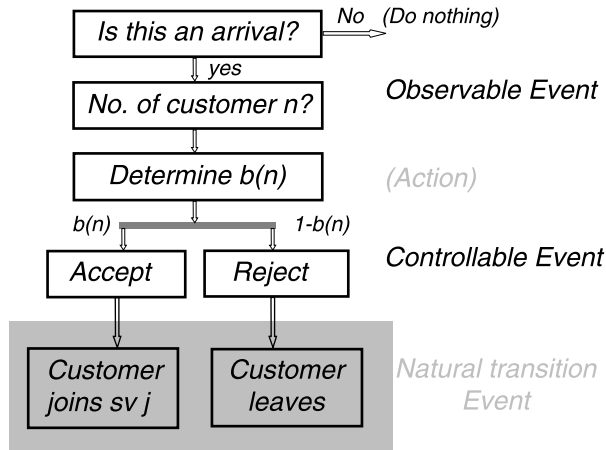 Is this an arrival?
No (Do nothing)
yes
No. of customer n?
Observable Event
Determine b(n)
(Action)
b(n)
1-b(n)
Accept
Reject
Controllable Event
Customer
joins sv j
Customer
leaves
Natural transition
Event